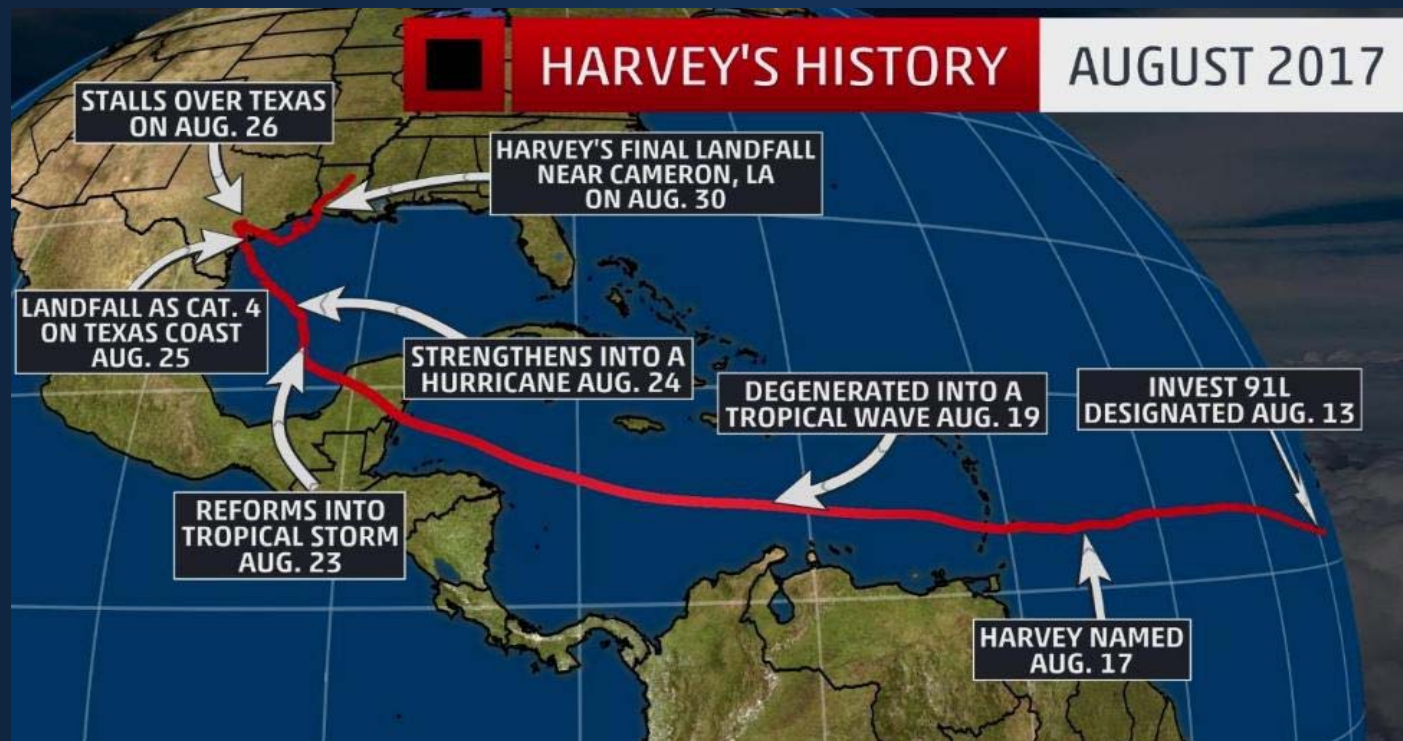 HARVEY'S HISTORY
AUGUST 2017
STALLS OVER TEXAS
ON AUG. 26
HARVEY'S FINAL LANDFALL
NEAR CAMERON, LA
ON AUG. 30
LANDFALL AS CAT. 4
ON TEXAS COAST
AUG. 25
STRENGTHENS INTO A
HURRICANE AUG. 24
DEGENERATED INTO A
TROPICAL WAVE AUG. 19
INVEST 91L
DESIGNATED AUG. 13
REFORMS INTO
TROPICAL STORM
AUG. 23
HARVEY NAMED
AUG. 17